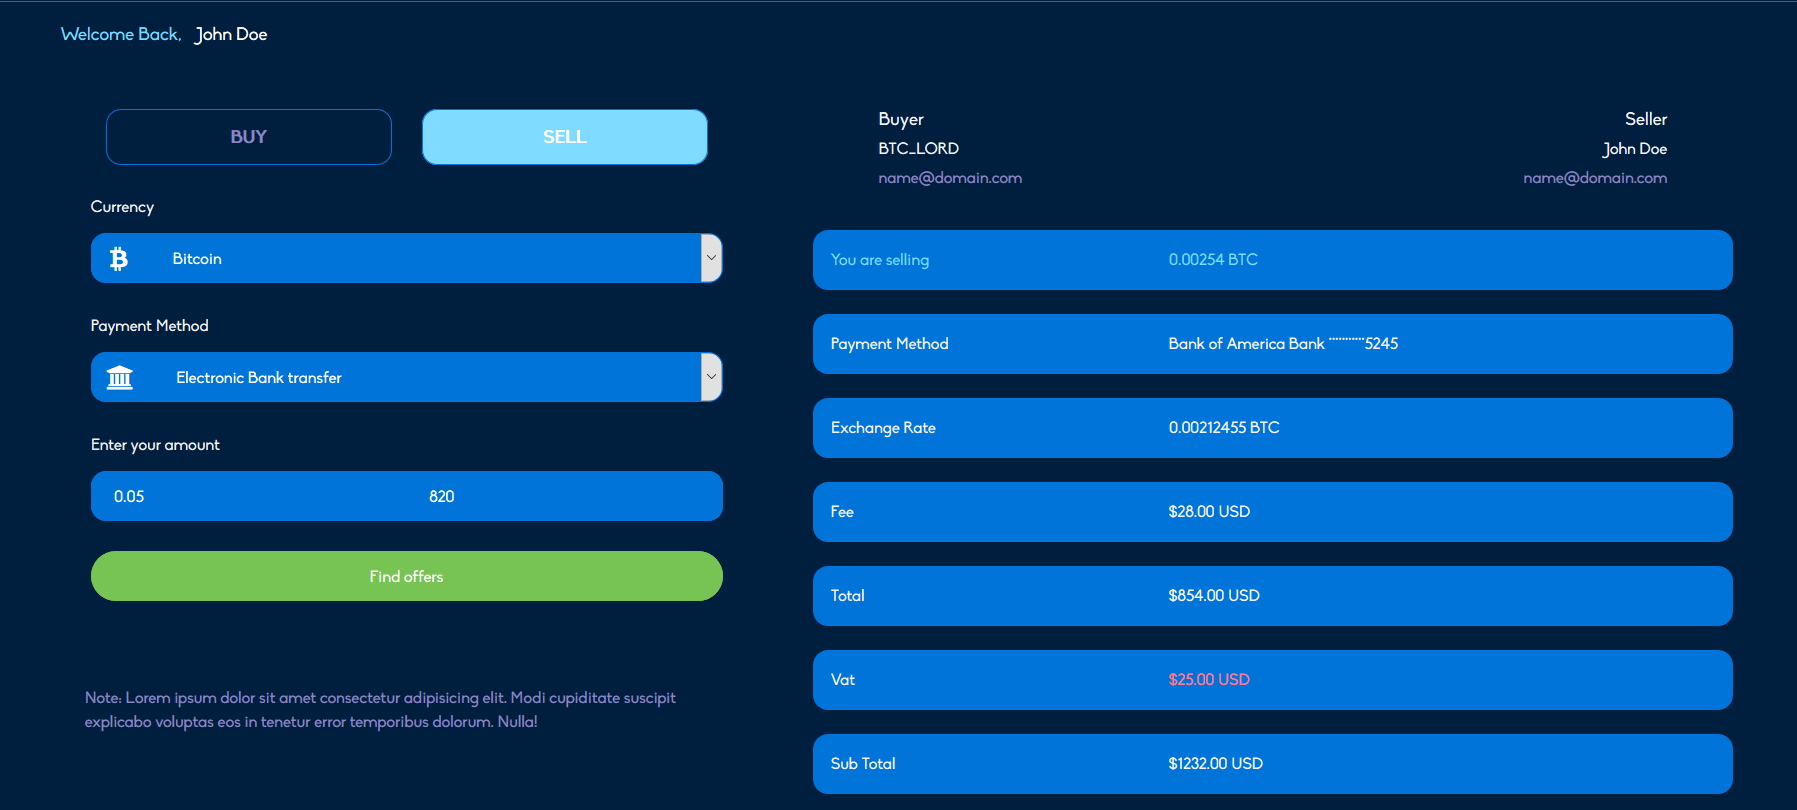 Welcome Back, John Doe
BUY SELL
Currency
Bitcoin
Payment Method
Electronic Bank transfer
Enter your amount
0.05 820
Find offers
Note: Lorem ipsum dolor sit amet consectetur adipisicing elit. Modi cupiditate suscipit
explicabo voluptas eos in tenetur error temporibus dolorum. Nulla!
Buyer Seller
BTC_LORD John Doe
name@domain.com name@domain.com
You are selling 0.00254 BTC
Payment Method Bank of America Bank ***********5245
Exchange Rate 0.00212455 BTC
Fee $28.00 USD
Total $854.00 USD
Vat $25.00 USD
Sub Total $1232.00 USD